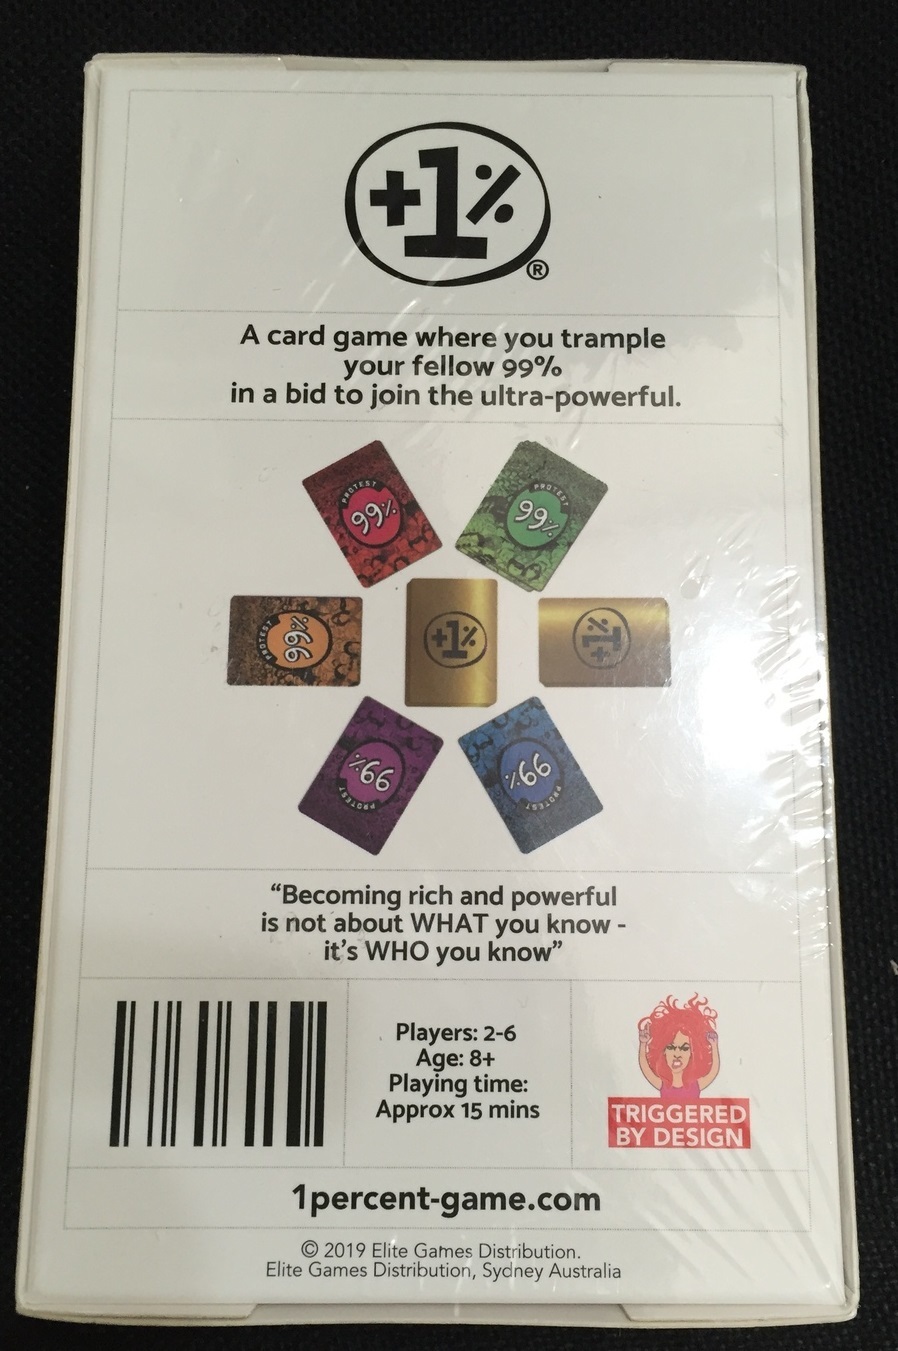 +1%
®
A card game where you trample
your fellow 99%
in a bid to join the ultra-powerful.
PROTEST
99%
PROTEST
99%
PROTEST
99%
+1%
+1%
99%
PROTEST
99%
PROTEST
“Becoming rich and powerful
is not about WHAT you know -
it's WHO you know”
Players: 2-6
Age: 8+
Playing time:
Approx 15 mins
TRIGGERED
BY DESIGN
1percent-game.com
© 2019 Elite Games Distribution.
Elite Games Distribution, Sydney Australia